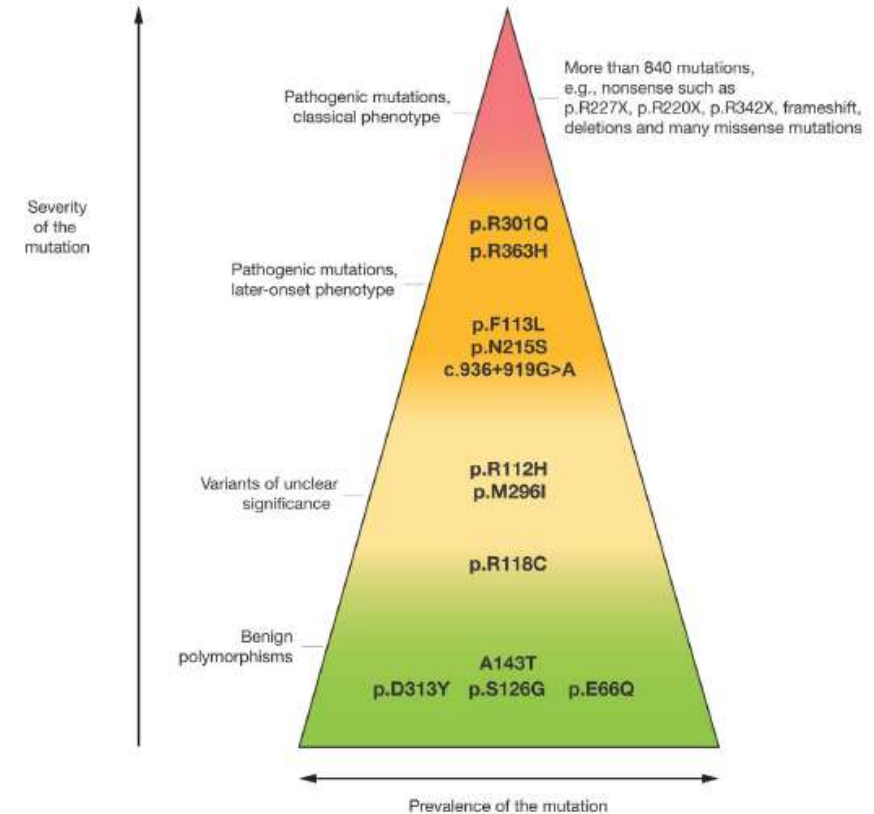 More than 840 mutations,
e.g., nonsense such as
p.R227X, p.R220X, p.R342X, frameshift,
deletions and many missense mutations
Pathogenic mutations,
classical phenotype
Severity
of the
mutation
p.R301Q
p.R363H
Pathogenic mutations,
later-onset phenotype
p.F113L
p.N215S
c.936+919G>A
p.R112H
p.M296I
Variants of unclear
significance
p.R118C
Benign
polymorphisms
A143T
p.D313Y p.S126G p.E66Q
Prevalence of the mutation